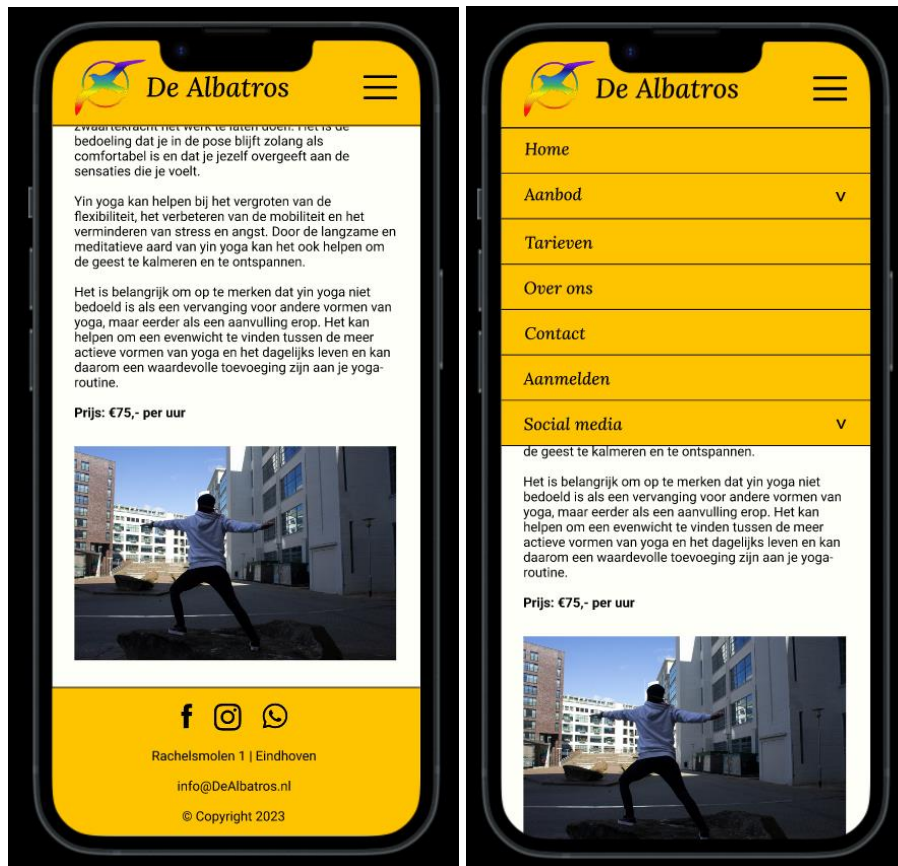 De Albatros
zwaartekracht het werk te laten doen. Het is de
bedoeling dat je in de pose blijft zolang als
comfortabel is en dat je jezelf overgeeft aan de
sensaties die je voelt.
Yin yoga kan helpen bij het vergroten van de
flexibiliteit, het verbeteren van de mobiliteit en het
verminderen van stress en angst. Door de langzame en
meditatieve aard van yin yoga kan het ook helpen om
de geest te kalmeren en te ontspannen.
Het is belangrijk om op te merken dat yin yoga niet
bedoeld is als een vervanging voor andere vormen van
yoga, maar eerder als een aanvulling erop. Het kan
helpen om een evenwicht te vinden tussen de meer
actieve vormen van yoga en het dagelijks leven en kan
daarom een waardevolle toevoeging zijn aan je yoga-
routine.
Prijs: €75,- per uur
Rachelsmolen 1 | Eindhoven
info@DeAlbatros.nl
© Copyright 2023
De Albatros
Home
Aanbod
Tarieven
Over ons
Contact
Aanmelden
Social media
de geest te kalmeren en te ontspannen.
Het is belangrijk om op te merken dat yin yoga niet
bedoeld is als een vervanging voor andere vormen van
yoga, maar eerder als een aanvulling erop. Het kan
helpen om een evenwicht te vinden tussen de meer
actieve vormen van yoga en het dagelijks leven en kan
daarom een waardevolle toevoeging zijn aan je yoga-
routine.
Prijs: €75,- per uur